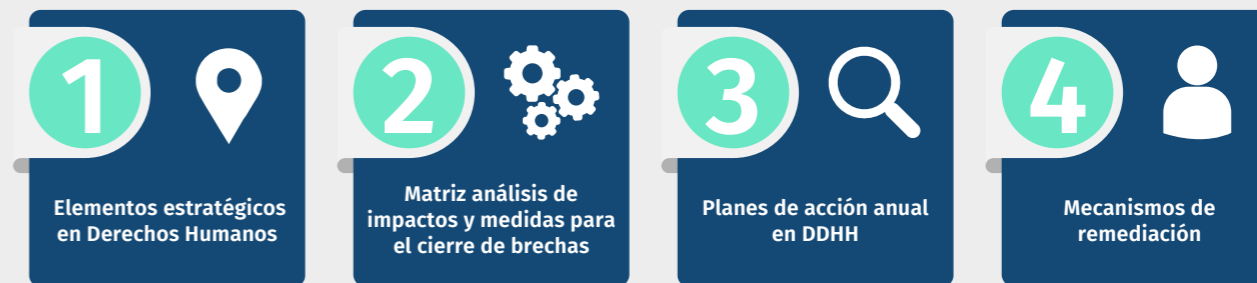 1
Elementos estratégicos
en Derechos Humanos
2
Matriz análisis de
impactos y medidas para
el cierre de brechas
3
Planes de acción anual
en DDHH
4
Mecanismos de
remediación